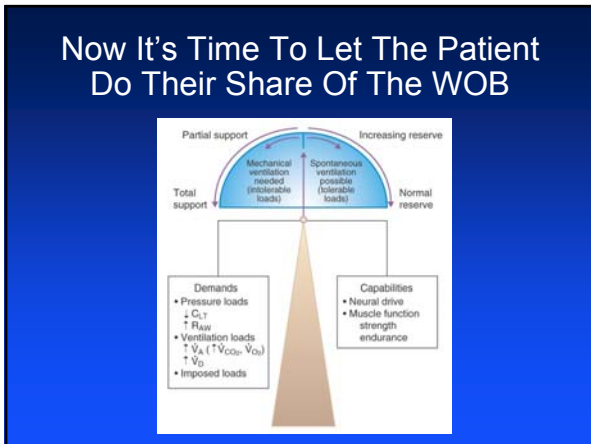 Now It's Time To Let The Patient
Do Their Share Of The WOB
Partial support
Increasing reserve
Mechanical
ventilation
needed
(intolerable
loads)
Spontaneous
ventilation
possible
(tolerable
loads)
Total
support
Normal
reserve
Demands
• Pressure loads
↓ CLT
↑ RAW
• Ventilation loads
↑ V̇A (↑V̇CO₂, V̇O₂)
↑ V̇D
• Imposed loads
Capabilities
• Neural drive
• Muscle function
strength
endurance